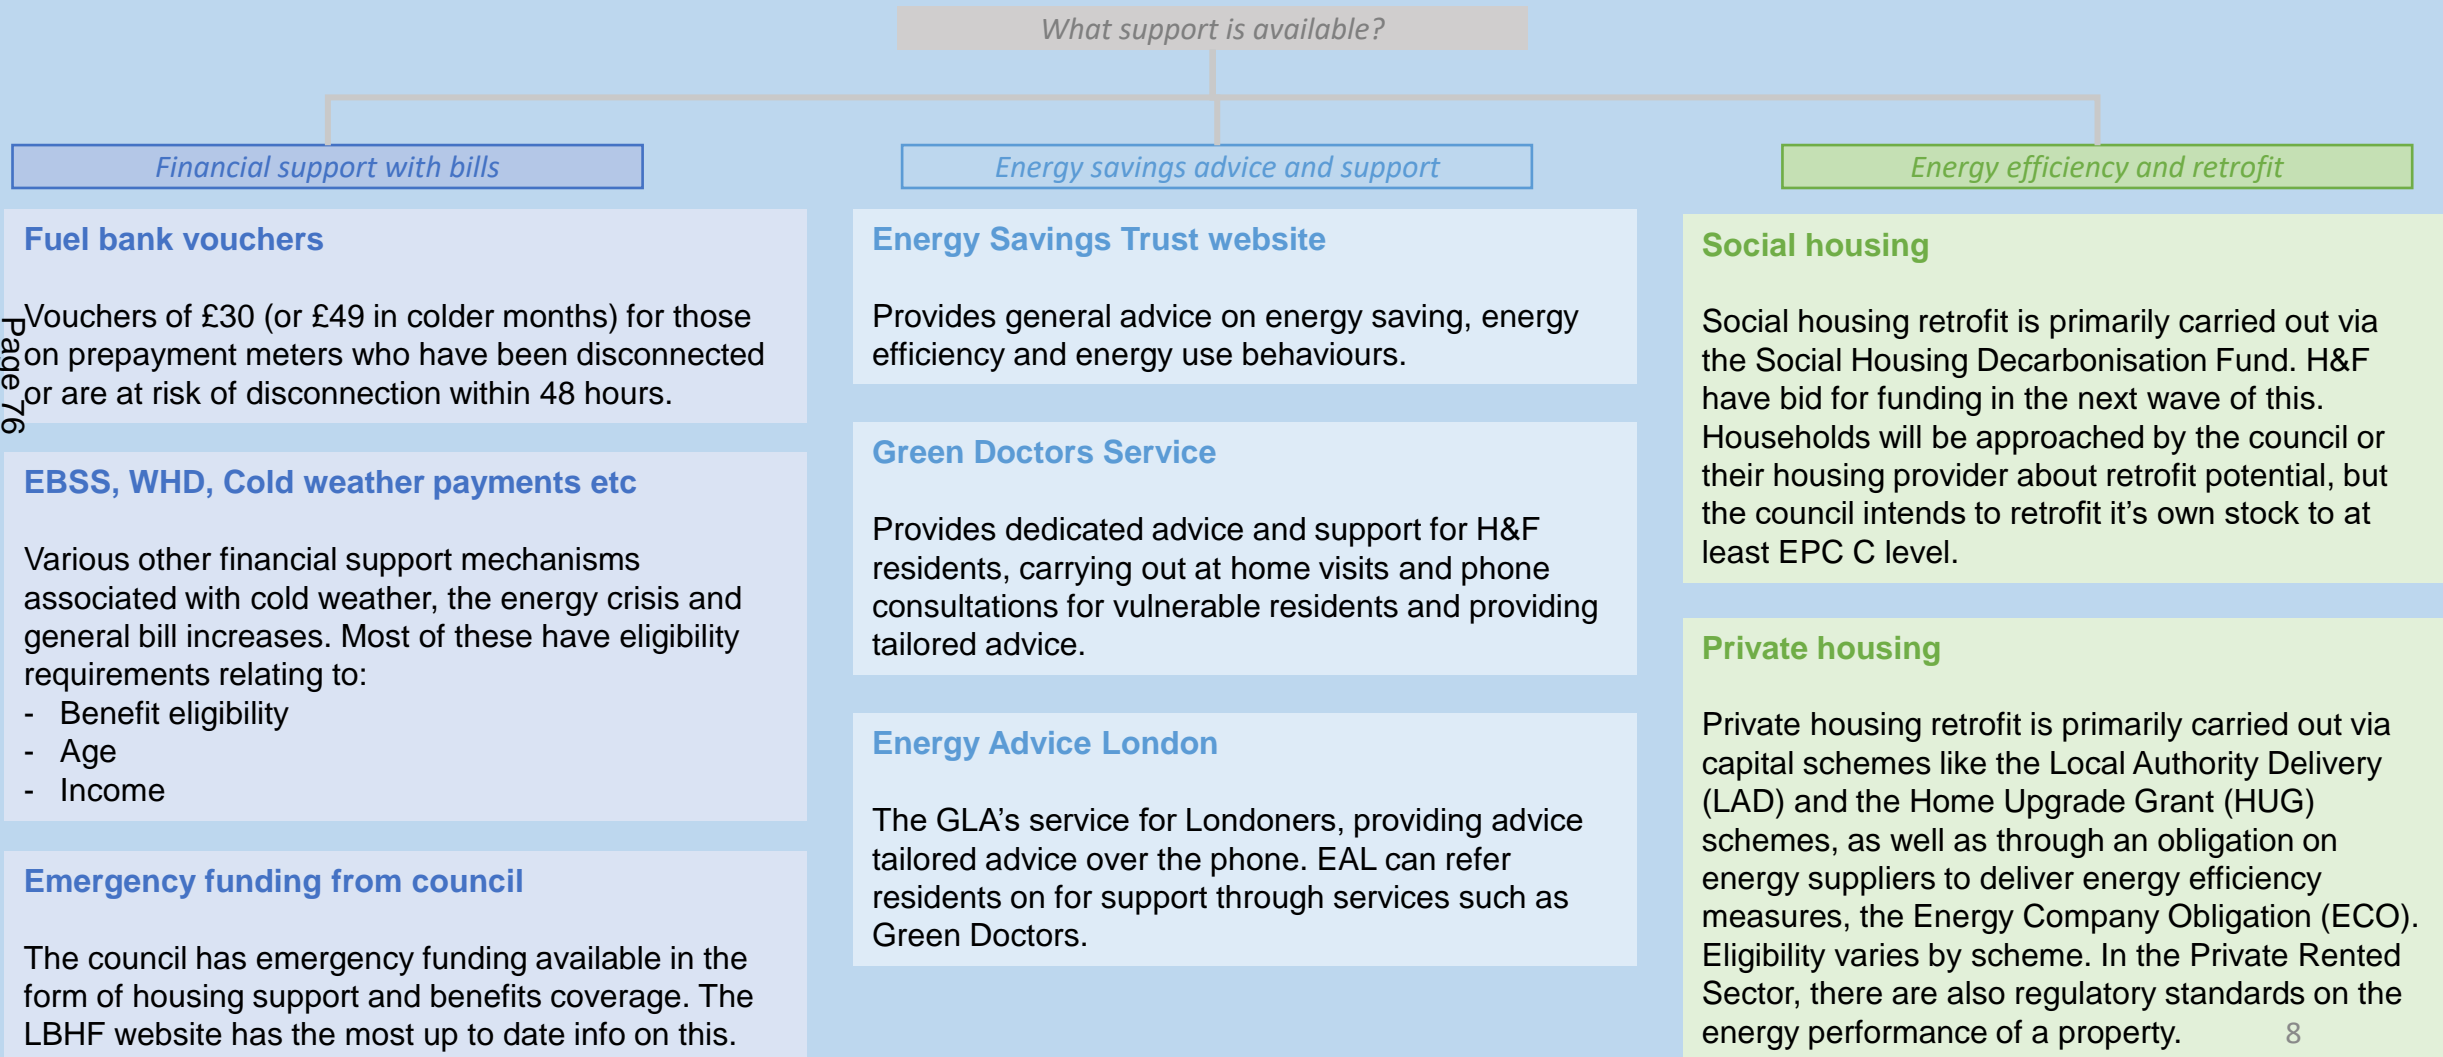 What support is available?
Financial support with bills
Fuel bank vouchers
Vouchers of £30 (or £49 in colder months) for those
on prepayment meters who have been disconnected
or are at risk of disconnection within 48 hours.
EBSS, WHD, Cold weather payments etc
Various other financial support mechanisms
associated with cold weather, the energy crisis and
general bill increases. Most of these have eligibility
requirements relating to:
- Benefit eligibility
- Age
- Income
Emergency funding from council
The council has emergency funding available in the
form of housing support and benefits coverage. The
LBHF website has the most up to date info on this.
Energy savings advice and support
Energy Savings Trust website
Provides general advice on energy saving, energy
efficiency and energy use behaviours.
Green Doctors Service
Provides dedicated advice and support for H&F
residents, carrying out at home visits and phone
consultations for vulnerable residents and providing
tailored advice.
Energy Advice London
The GLA’s service for Londoners, providing advice
tailored advice over the phone. EAL can refer
residents on for support through services such as
Green Doctors.
Energy efficiency and retrofit
Social housing
Social housing retrofit is primarily carried out via
the Social Housing Decarbonisation Fund. H&F
have bid for funding in the next wave of this.
Households will be approached by the council or
their housing provider about retrofit potential, but
the council intends to retrofit it’s own stock to at
least EPC C level.
Private housing
Private housing retrofit is primarily carried out via
capital schemes like the Local Authority Delivery
(LAD) and the Home Upgrade Grant (HUG)
schemes, as well as through an obligation on
energy suppliers to deliver energy efficiency
measures, the Energy Company Obligation (ECO).
Eligibility varies by scheme. In the Private Rented
Sector, there are also regulatory standards on the
energy performance of a property.
8
Page 76